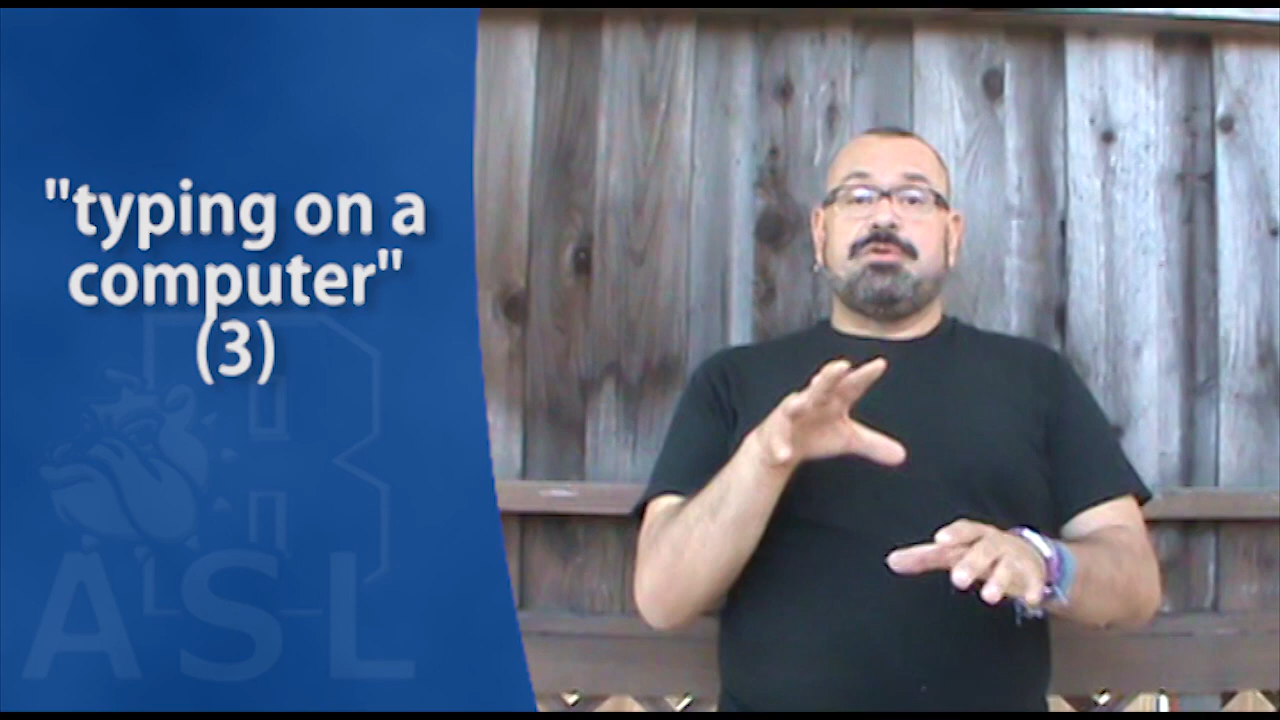 "typing on a
computer"
(3)
B
ASL